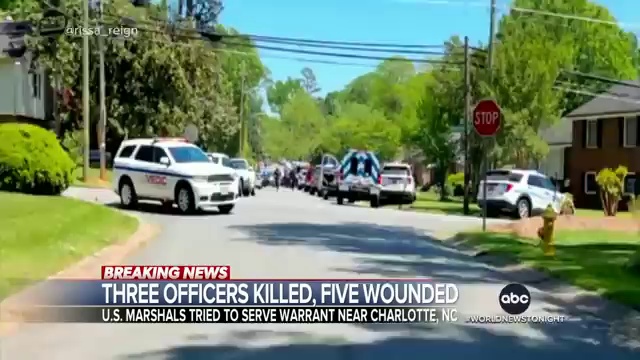 @rissa_reign
MEDIC
STOP
BREAKING NEWS
THREE OFFICERS KILLED, FIVE WOUNDED
abc
U.S. MARSHALS TRIED TO SERVE WARRANT NEAR CHARLOTTE, NC
#WORLDNEWSTONIGHT